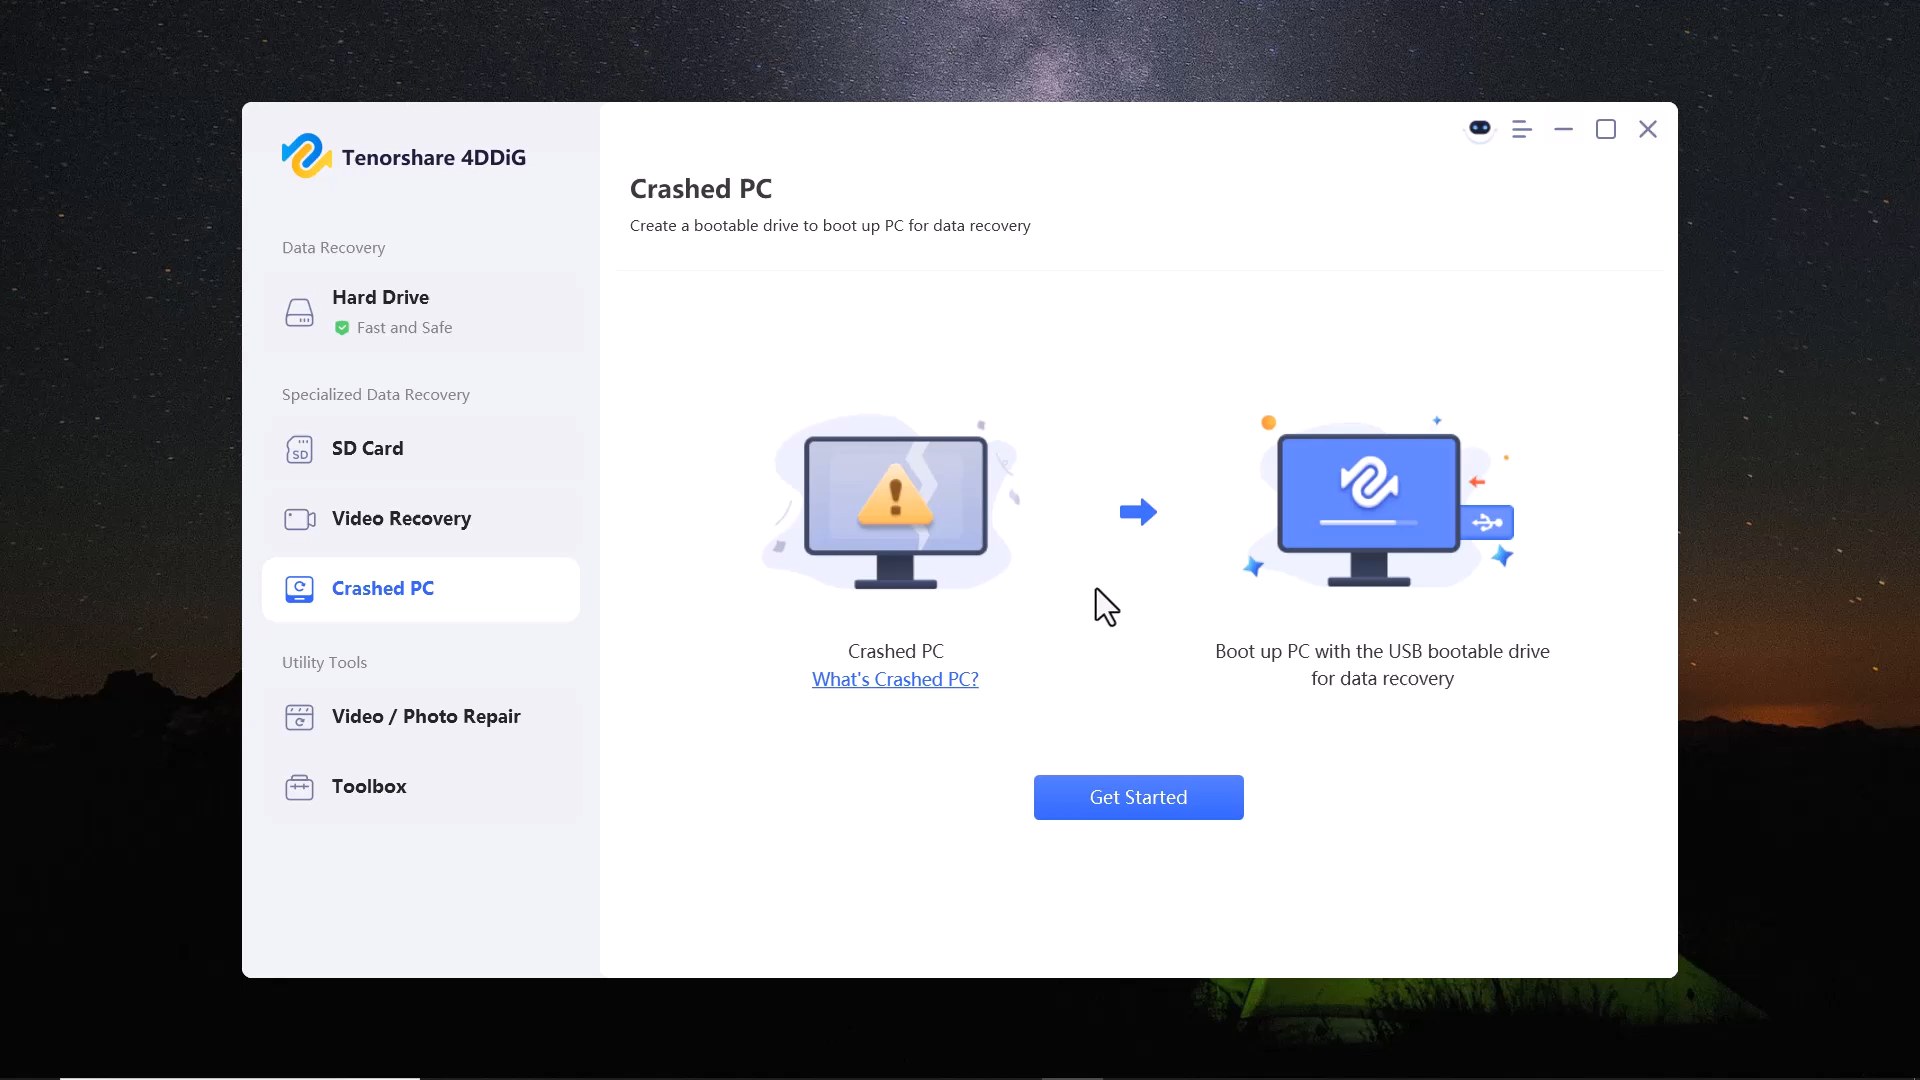 Tenorshare 4DDiG
Data Recovery
Hard Drive
Fast and Safe
Specialized Data Recovery
SD
SD Card
Video Recovery
Crashed PC
Utility Tools
Video / Photo Repair
Toolbox
Crashed PC
Create a bootable drive to boot up PC for data recovery
Crashed PC
What's Crashed PC?
Boot up PC with the USB bootable drive
for data recovery
Get Started